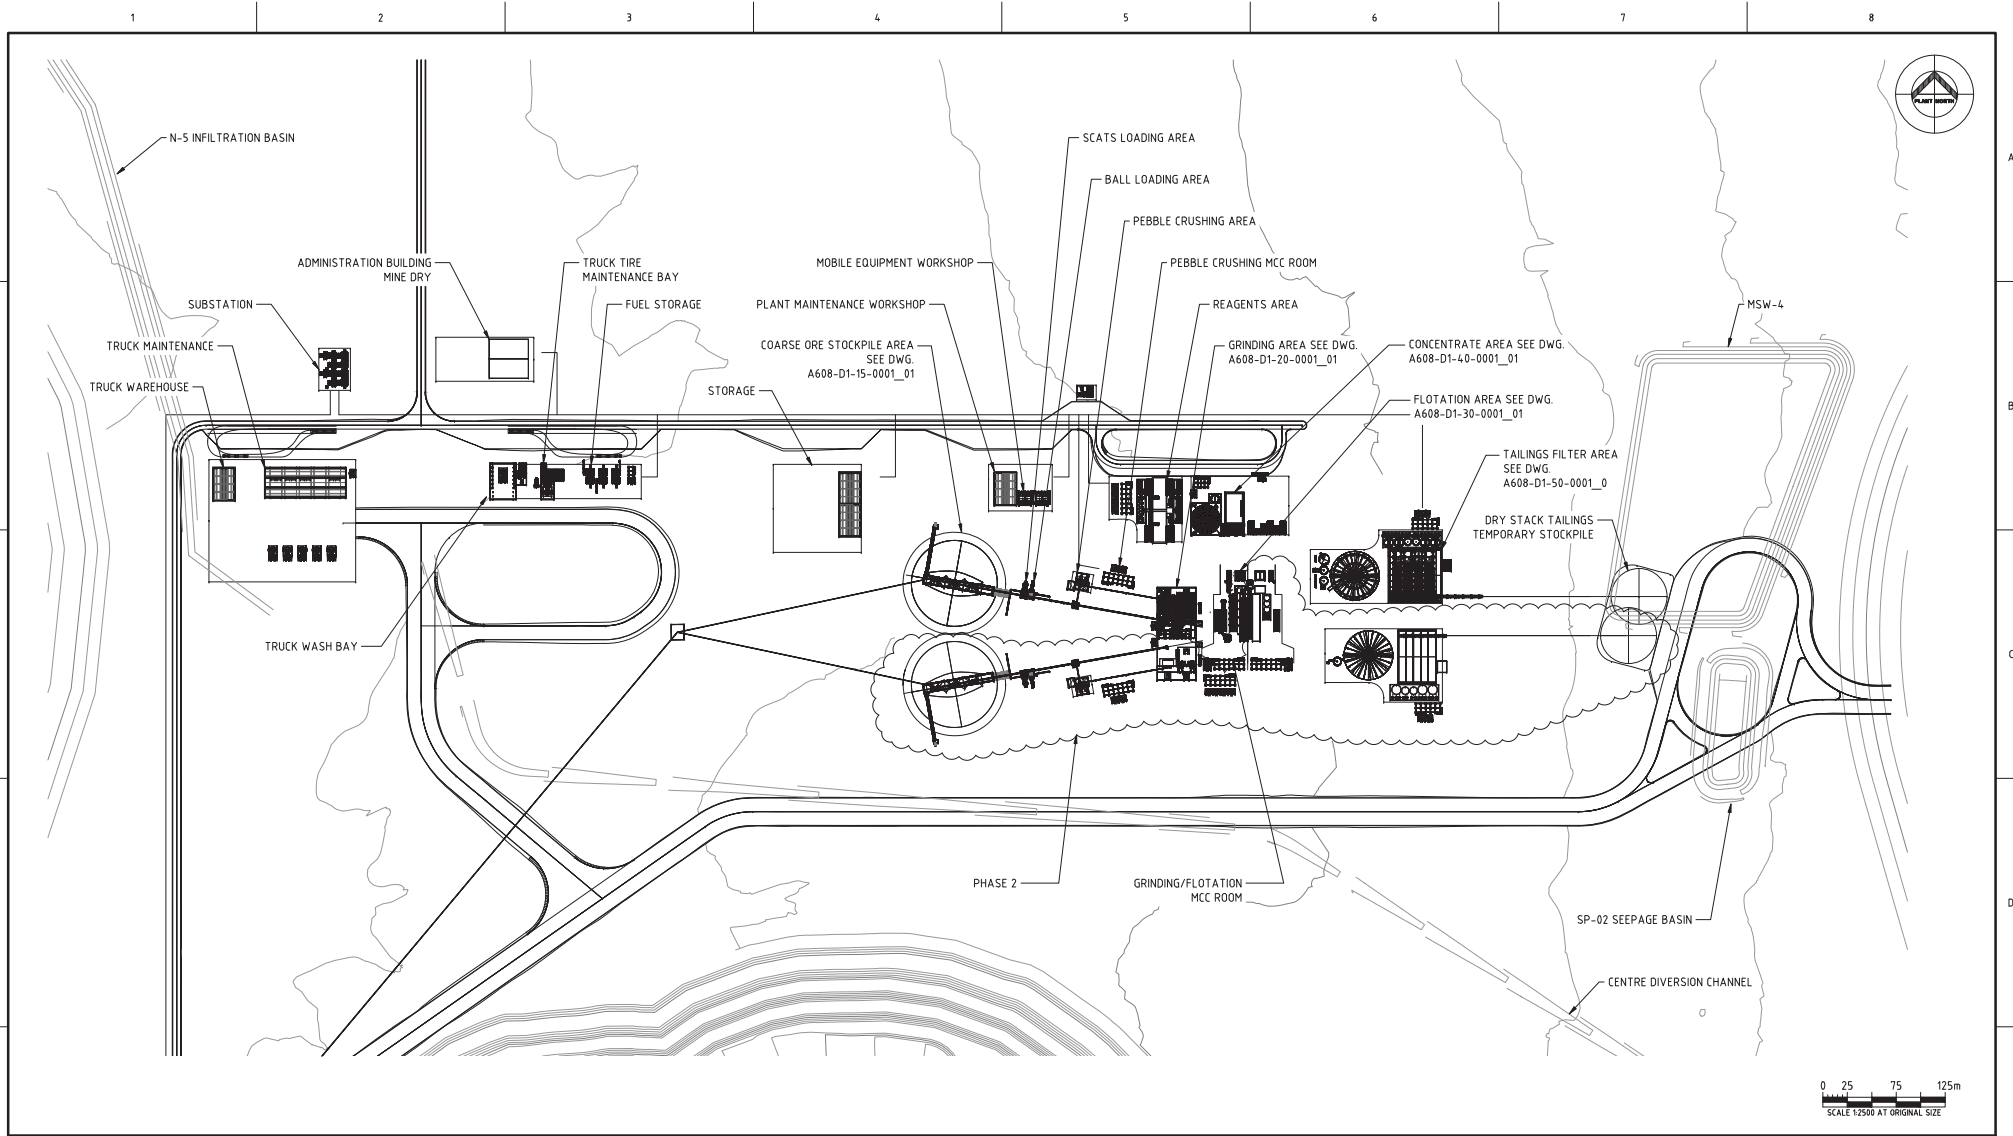 1 2 3 4 5 6 7 8
PLANT NORTH
A
B
C
D
N-5 INFILTRATION BASIN
SCATS LOADING AREA
BALL LOADING AREA
PEBBLE CRUSHING AREA
ADMINISTRATION BUILDING
MINE DRY
TRUCK TIRE
MAINTENANCE BAY
MOBILE EQUIPMENT WORKSHOP
PEBBLE CRUSHING MCC ROOM
SUBSTATION
FUEL STORAGE
PLANT MAINTENANCE WORKSHOP
REAGENTS AREA
MSW-4
TRUCK MAINTENANCE
COARSE ORE STOCKPILE AREA
SEE DWG.
A608-D1-15-0001_01
GRINDING AREA SEE DWG.
A608-D1-20-0001_01
CONCENTRATE AREA SEE DWG.
A608-D1-40-0001_01
TRUCK WAREHOUSE
STORAGE
FLOTATION AREA SEE DWG.
A608-D1-30-0001_01
TAILINGS FILTER AREA
SEE DWG.
A608-D1-50-0001_0
DRY STACK TAILINGS
TEMPORARY STOCKPILE
TRUCK WASH BAY
PHASE 2
GRINDING/FLOTATION
MCC ROOM
SP-02 SEEPAGE BASIN
CENTRE DIVERSION CHANNEL
0 25 75 125m
SCALE 1:2500 AT ORIGINAL SIZE